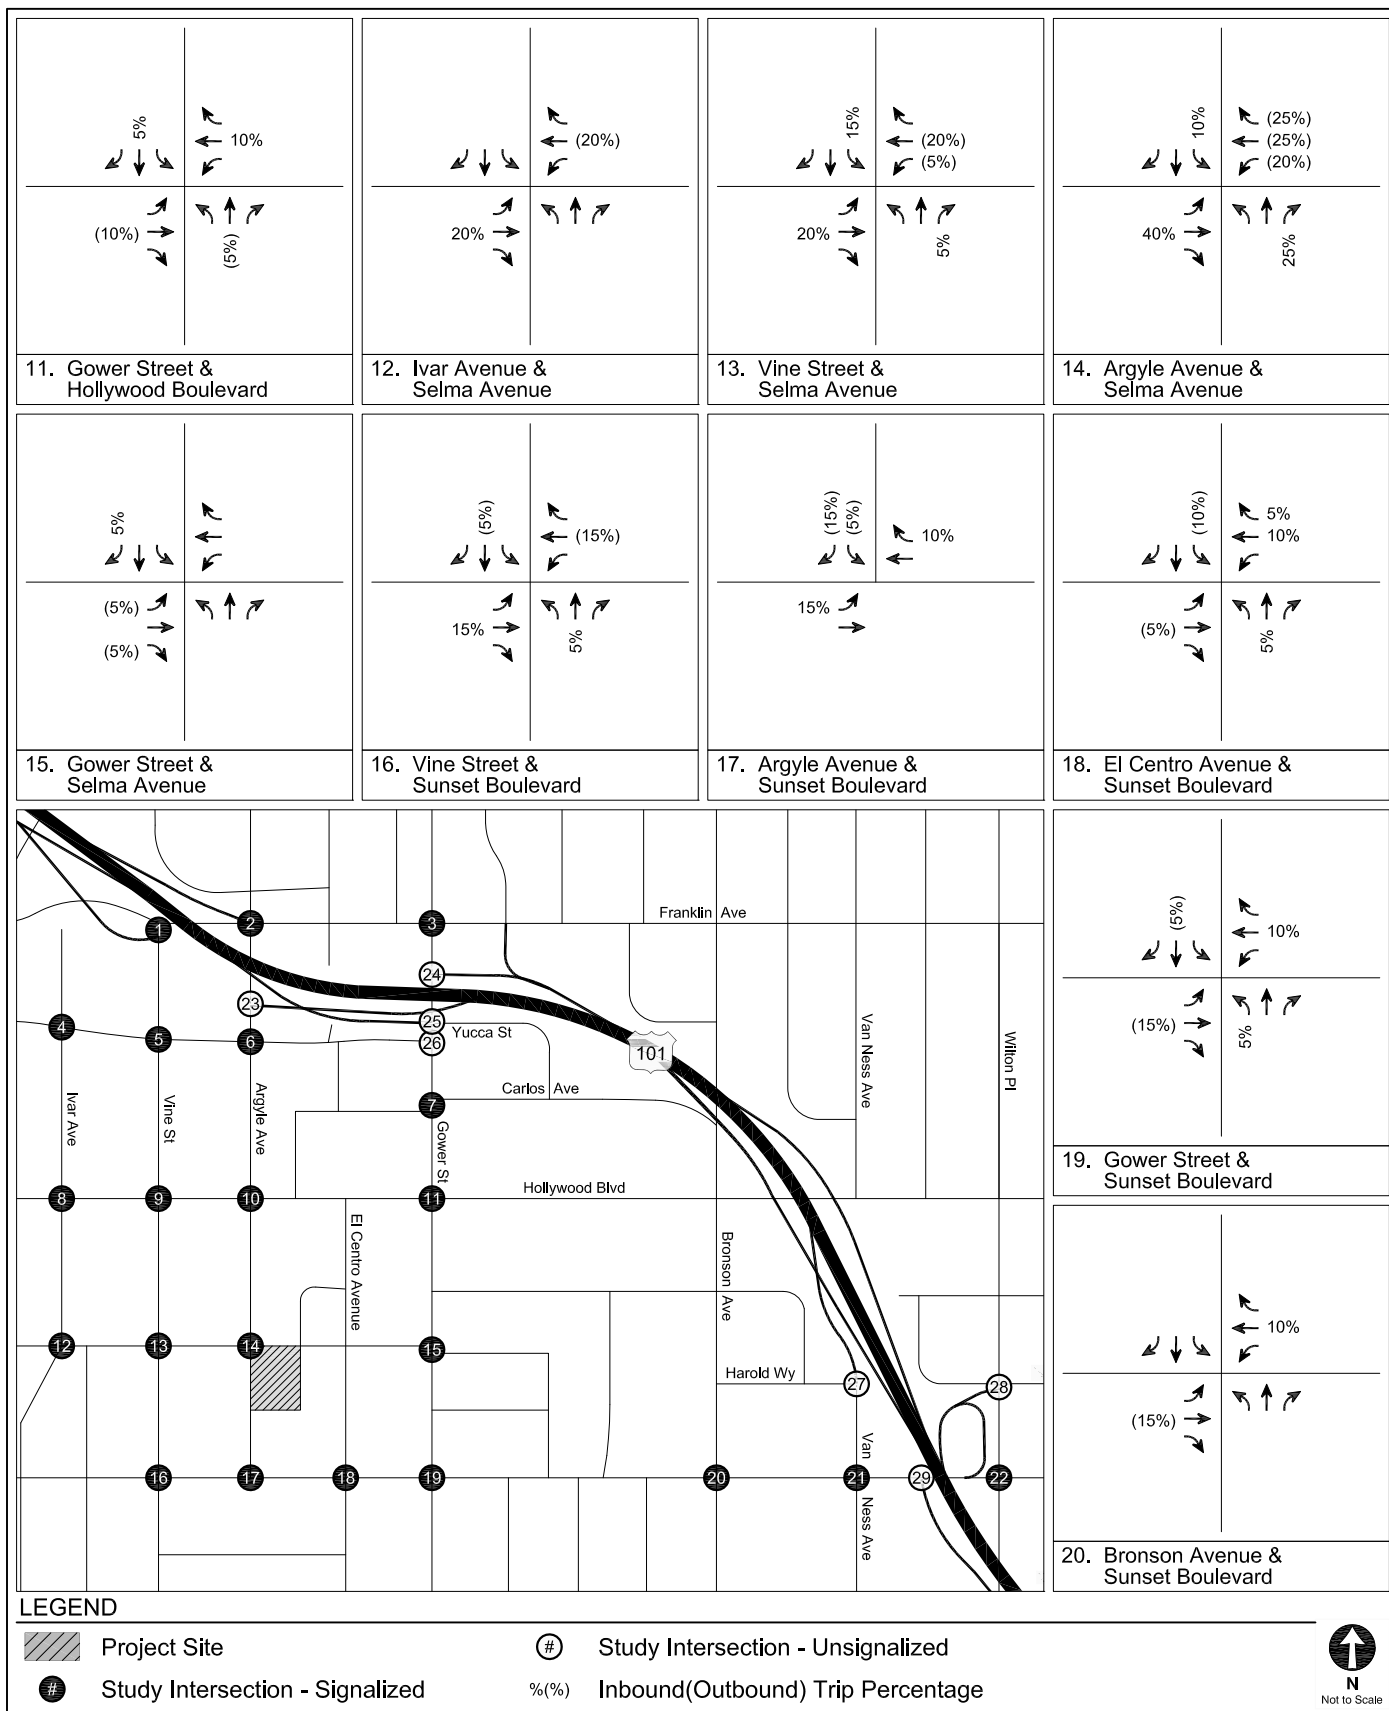 5%
10%
(10%)
(5%)
11. Gower Street &
Hollywood Boulevard
(20%)
20%
12. Ivar Avenue &
Selma Avenue
15%
(20%)
(5%)
20%
5%
13. Vine Street &
Selma Avenue
10%
(25%)
(25%)
(20%)
40%
25%
14. Argyle Avenue &
Selma Avenue
5%
(5%)
(5%)
15. Gower Street &
Selma Avenue
(5%)
(15%)
15%
5%
16. Vine Street &
Sunset Boulevard
(15%)
(5%)
10%
15%
17. Argyle Avenue &
Sunset Boulevard
(10%)
5%
10%
(5%)
5%
18. El Centro Avenue &
Sunset Boulevard
Franklin Ave
1
2
3
24
23
25
Yucca St
26
4
5
6
101
Van Ness Ave
Wilton Pl
Carlos Ave
7
Ivar Ave
Vine St
Argyle Ave
Gower St
Hollywood Blvd
8
9
10
11
El Centro Avenue
Bronson Ave
12
13
14
15
Harold Wy
27
28
16
17
18
19
20
21
29
22
Van Ness Ave
(5%)
10%
(15%)
5%
19. Gower Street &
Sunset Boulevard
10%
(15%)
20. Bronson Avenue &
Sunset Boulevard
LEGEND
Project Site
# Study Intersection - Unsignalized
# Study Intersection - Signalized
%(%) Inbound(Outbound) Trip Percentage
N
Not to Scale